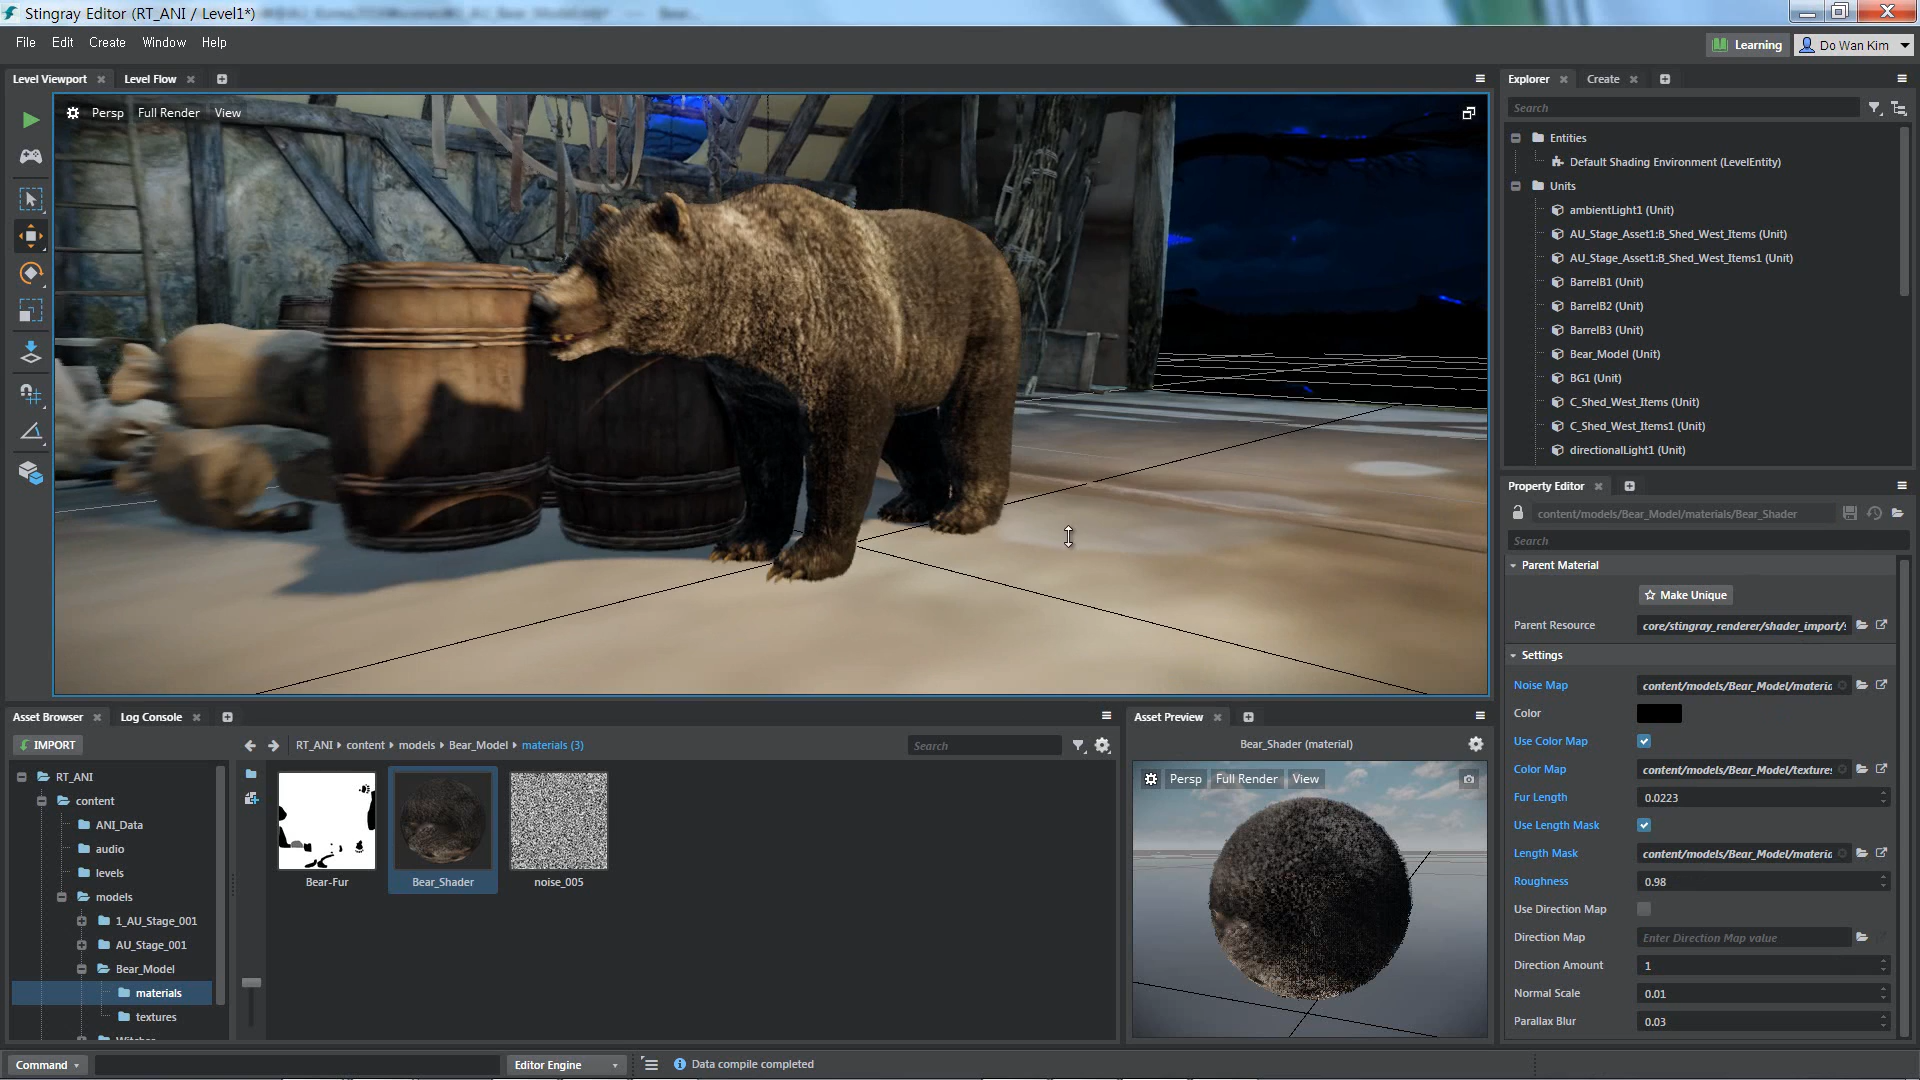 Stingray Editor (RT_ANI / Level1*)
File Edit Create Window Help
Learning
Do Wan Kim
Level Viewport Level Flow
Persp Full Render View
Explorer Create
Search
Entities
Default Shading Environment (LevelEntity)
Units
ambientLight1 (Unit)
AU_Stage_Asset1:B_Shed_West_Items (Unit)
AU_Stage_Asset1:B_Shed_West_Items1 (Unit)
BarrelB1 (Unit)
BarrelB2 (Unit)
BarrelB3 (Unit)
Bear_Model (Unit)
BG1 (Unit)
C_Shed_West_Items (Unit)
C_Shed_West_Items1 (Unit)
directionalLight1 (Unit)
Property Editor
content/models/Bear_Model/materials/Bear_Shader
Search
Parent Material
Make Unique
Parent Resource core/stingray_renderer/shader_import/
Settings
Noise Map content/models/Bear_Model/materia
Color
Use Color Map
Color Map content/models/Bear_Model/texture
Fur Length 0.0223
Use Length Mask
Length Mask content/models/Bear_Model/materia
Roughness 0.98
Use Direction Map
Direction Map Enter Direction Map value
Direction Amount 1
Normal Scale 0.01
Parallax Blur 0.03
Asset Browser Log Console
IMPORT
RT_ANI content models Bear_Model materials (3)
Search
RT_ANI
content
ANI_Data
audio
levels
models
1_AU_Stage_001
AU_Stage_001
Bear_Model
materials
textures
Bear-Fur
Bear_Shader
noise_005
Asset Preview
Bear_Shader (material)
Persp Full Render View
Command
Editor Engine
Data compile completed